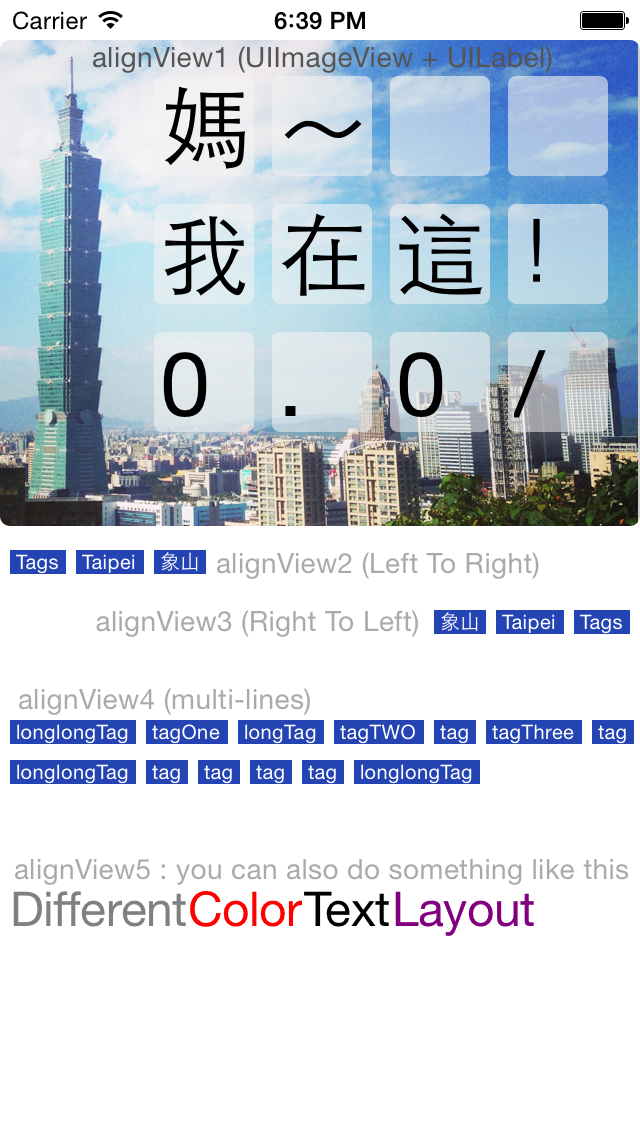 Carrier 6:39 PM
alignView1 (UIImageView + UILabel)
媽 ～
我 在 這 !
0 . 0 /
Tags Taipei 象山 alignView2 (Left To Right)
alignView3 (Right To Left) 象山 Taipei Tags
alignView4 (multi-lines)
longlongTag tagOne longTag tagTWO tag tagThree tag
longlongTag tag tag tag tag longlongTag
alignView5 : you can also do something like this
DifferentColorTextLayout